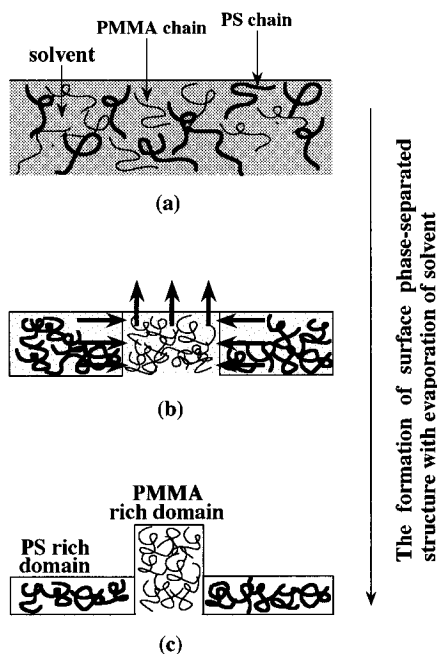 PS chain
PMMA chain
solvent
(a)
(b)
PMMA
rich domain
PS rich
domain
(c)
The formation of surface phase-separated
structure with evaporation of solvent